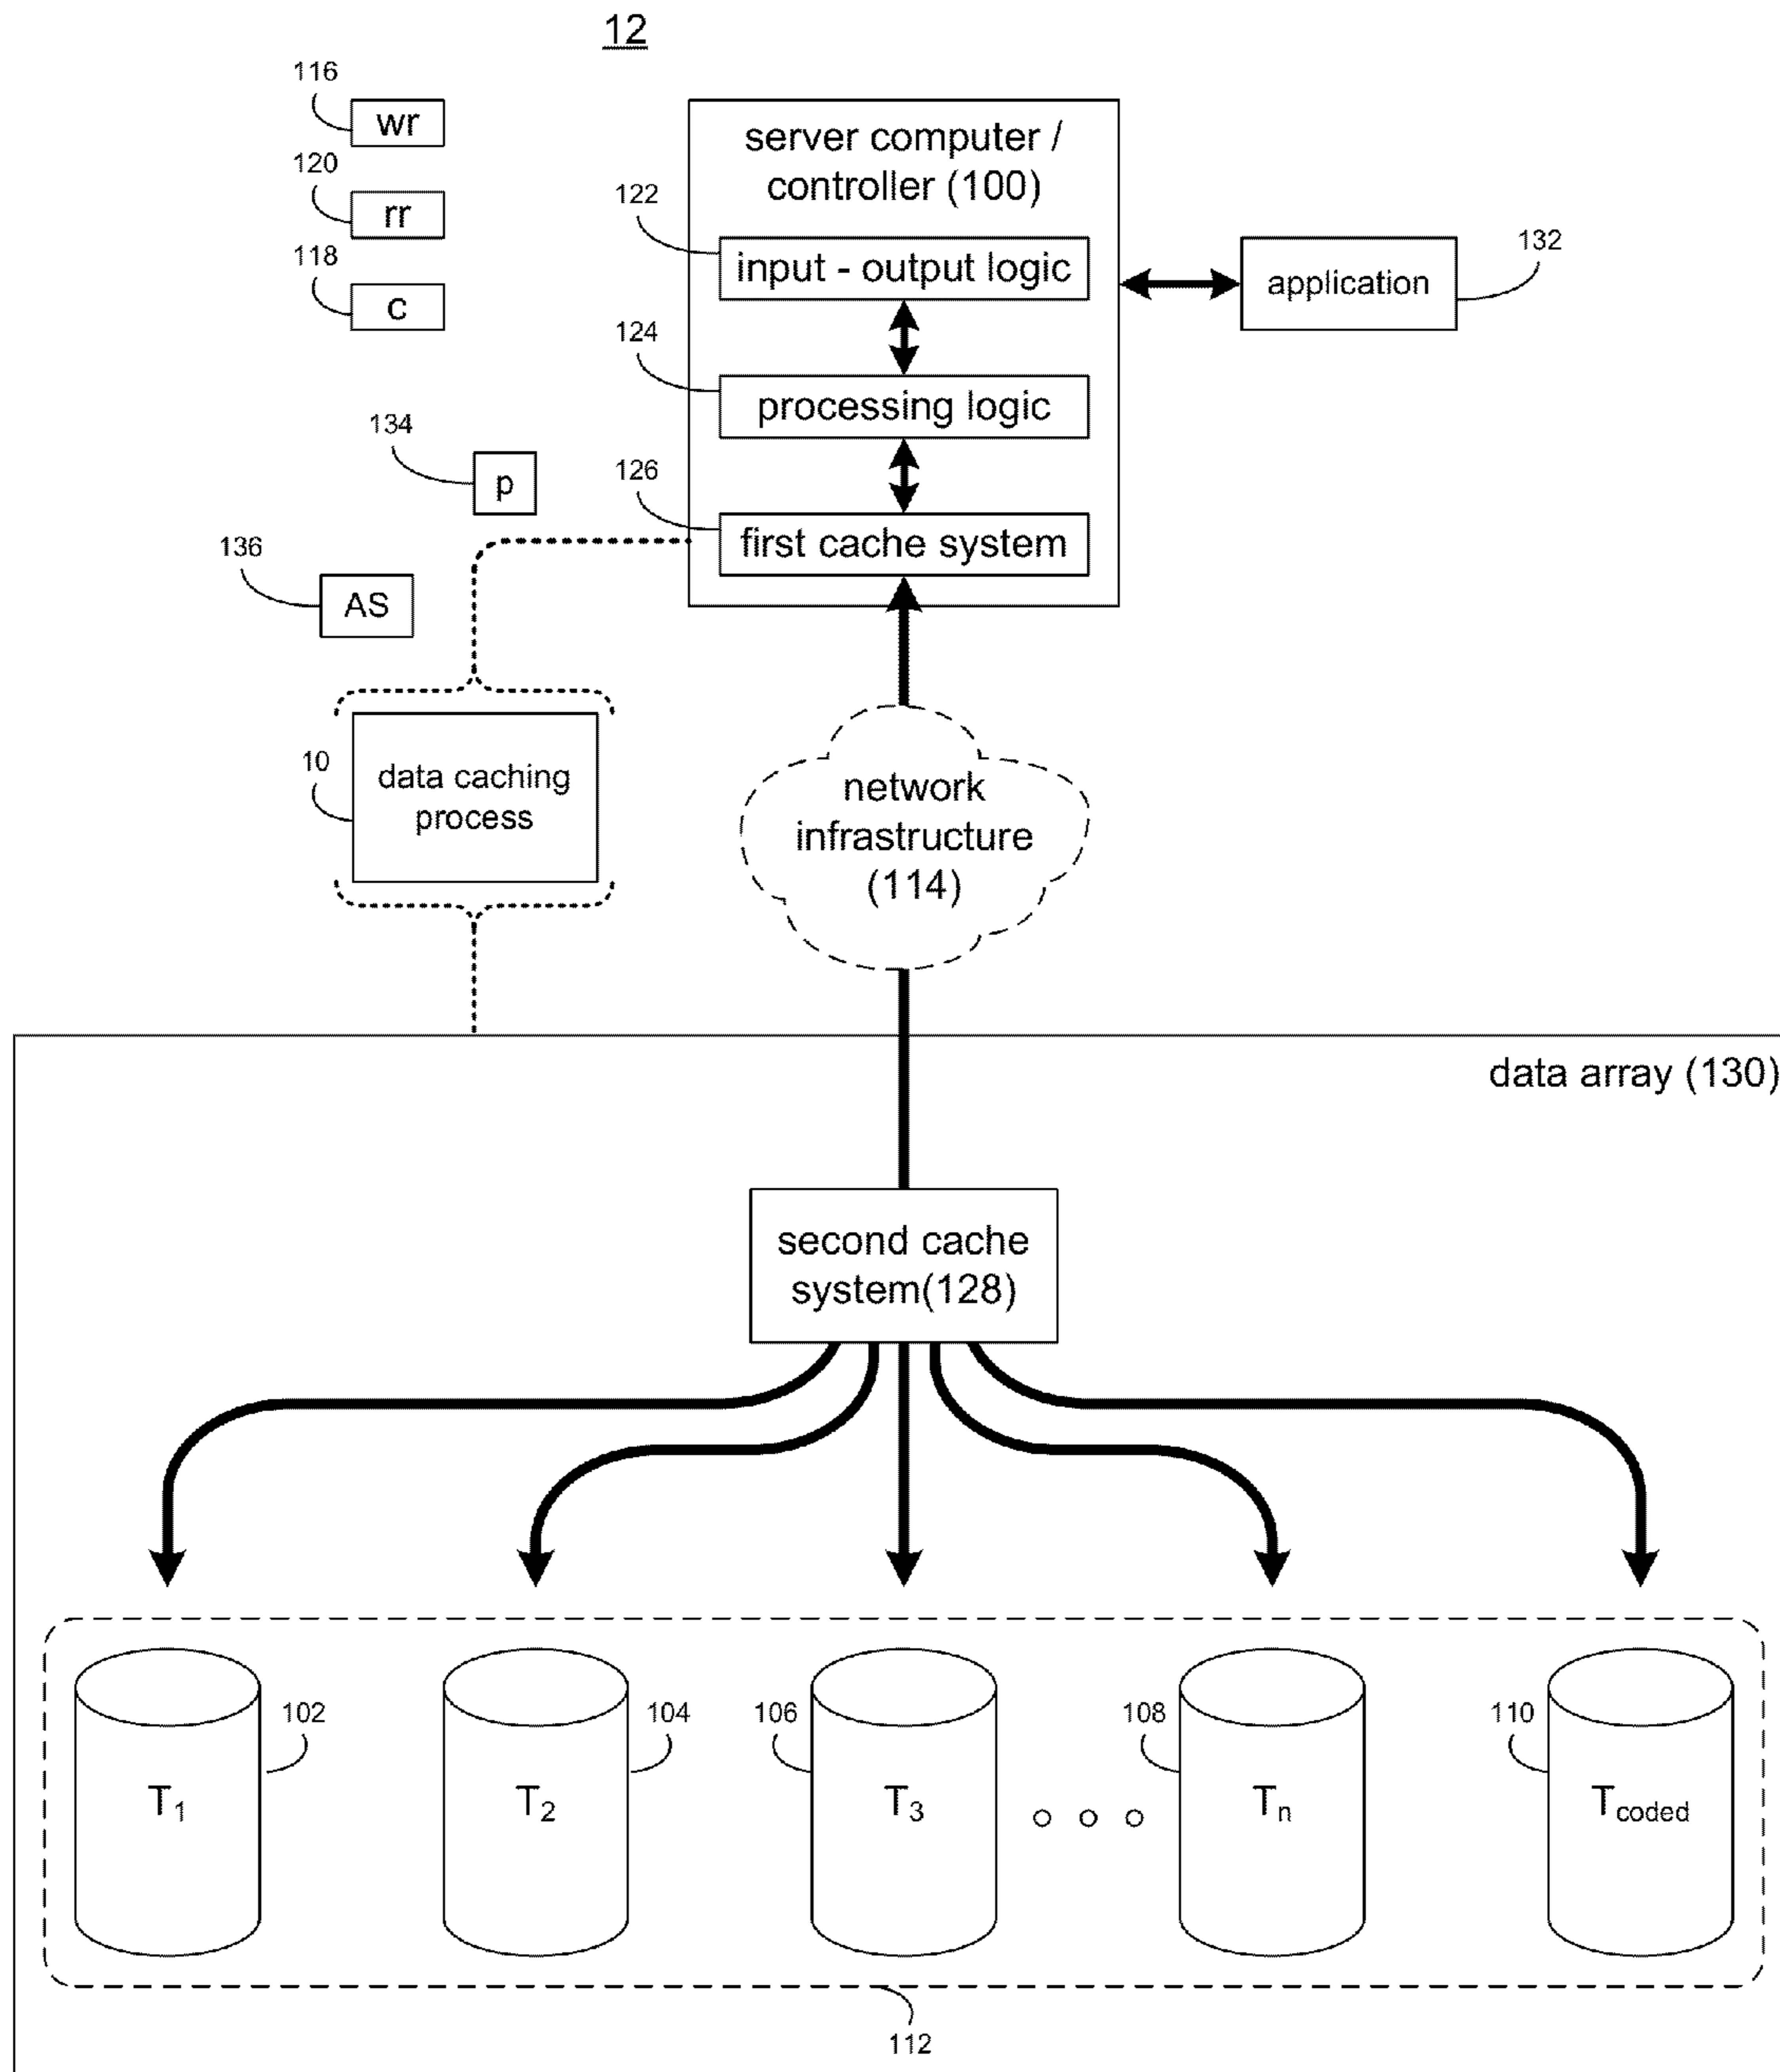 12
116
wr
120
rr
118
c
server computer /
controller (100)
122
input - output logic
124
processing logic
126
first cache system
application
132
134
p
136
AS
10
data caching
process
network
infrastructure
(114)
data array (130)
second cache
system(128)
102
T1
104
T2
106
T3
108
Tn
110
Tcoded
112